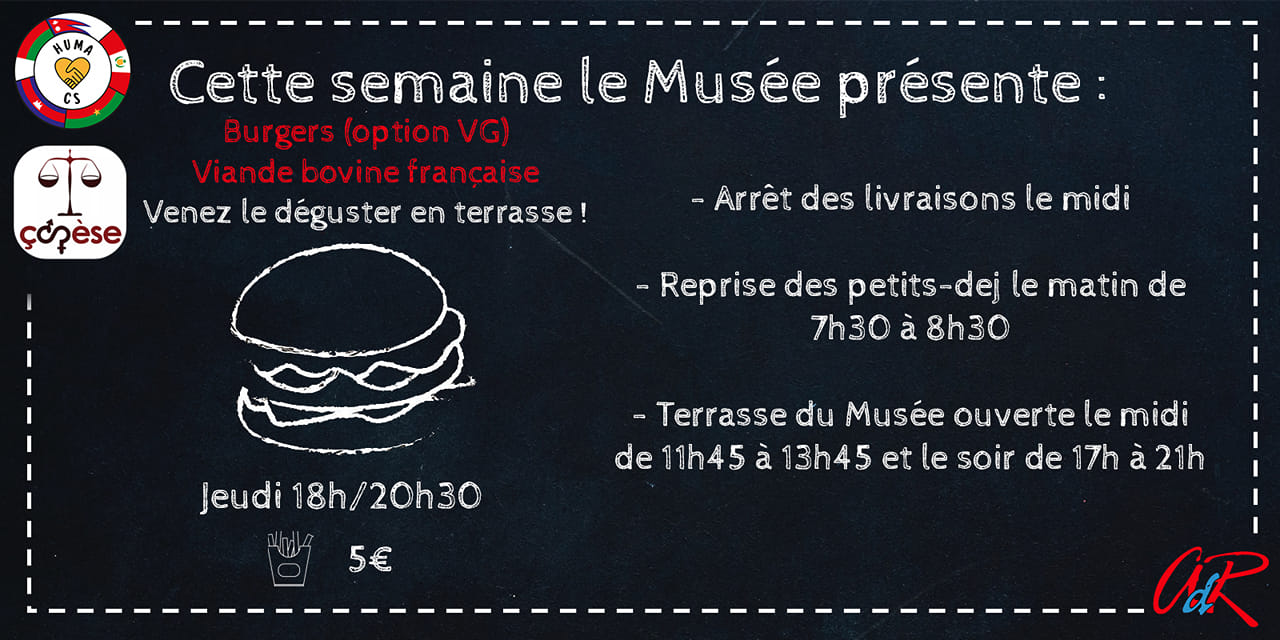 HUMA
CS
çopèse
Cette semaine le Musée présente :
Burgers (option VG)
Viande bovine française
Venez le déguster en terrasse !
Jeudi 18h/20h30
5€
- Arrêt des livraisons le midi
- Reprise des petits-dej le matin de
7h30 à 8h30
- Terrasse du Musée ouverte le midi
de 11h45 à 13h45 et le soir de 17h à 21h
AdR